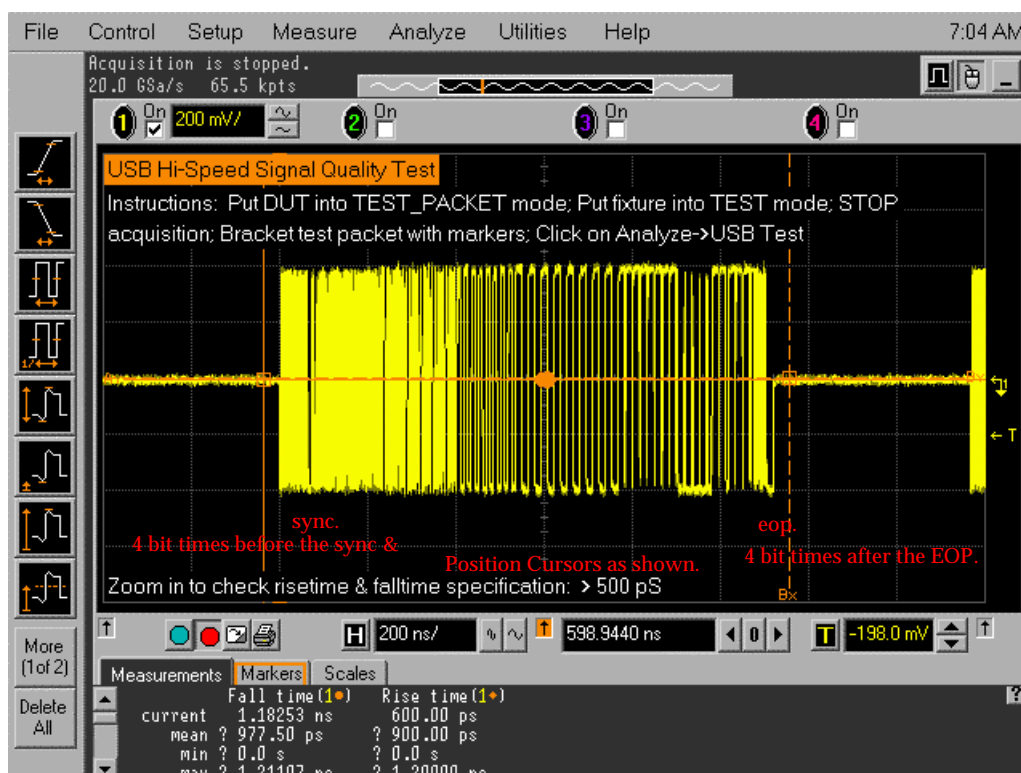 File Control Setup Measure Analyze Utilities Help 7:04 AM
Acquisition is stopped.
20.0 GSa/s 65.5 kpts
1 On 200 mV/ 2 On 3 On 4 On
USB Hi-Speed Signal Quality Test
Instructions: Put DUT into TEST_PACKET mode; Put fixture into TEST mode; STOP
acquisition; Bracket test packet with markers; Click on Analyze->USB Test
1
T
sync.
eop.
4 bit times before the sync &
Position Cursors as shown.
4 bit times after the EOP.
Zoom in to check risetime & falltime specification: > 500 pS
Bx
H 200 ns/ 598.9440 ns 0 T -198.0 mV
More
(1of 2)
Delete
All
Measurements Markers Scales
Fall time(1) Rise time(1)
current 1.18253 ns 600.00 ps
mean ? 977.50 ps ? 900.00 ps
min ? 0.0 s ? 0.0 s
?